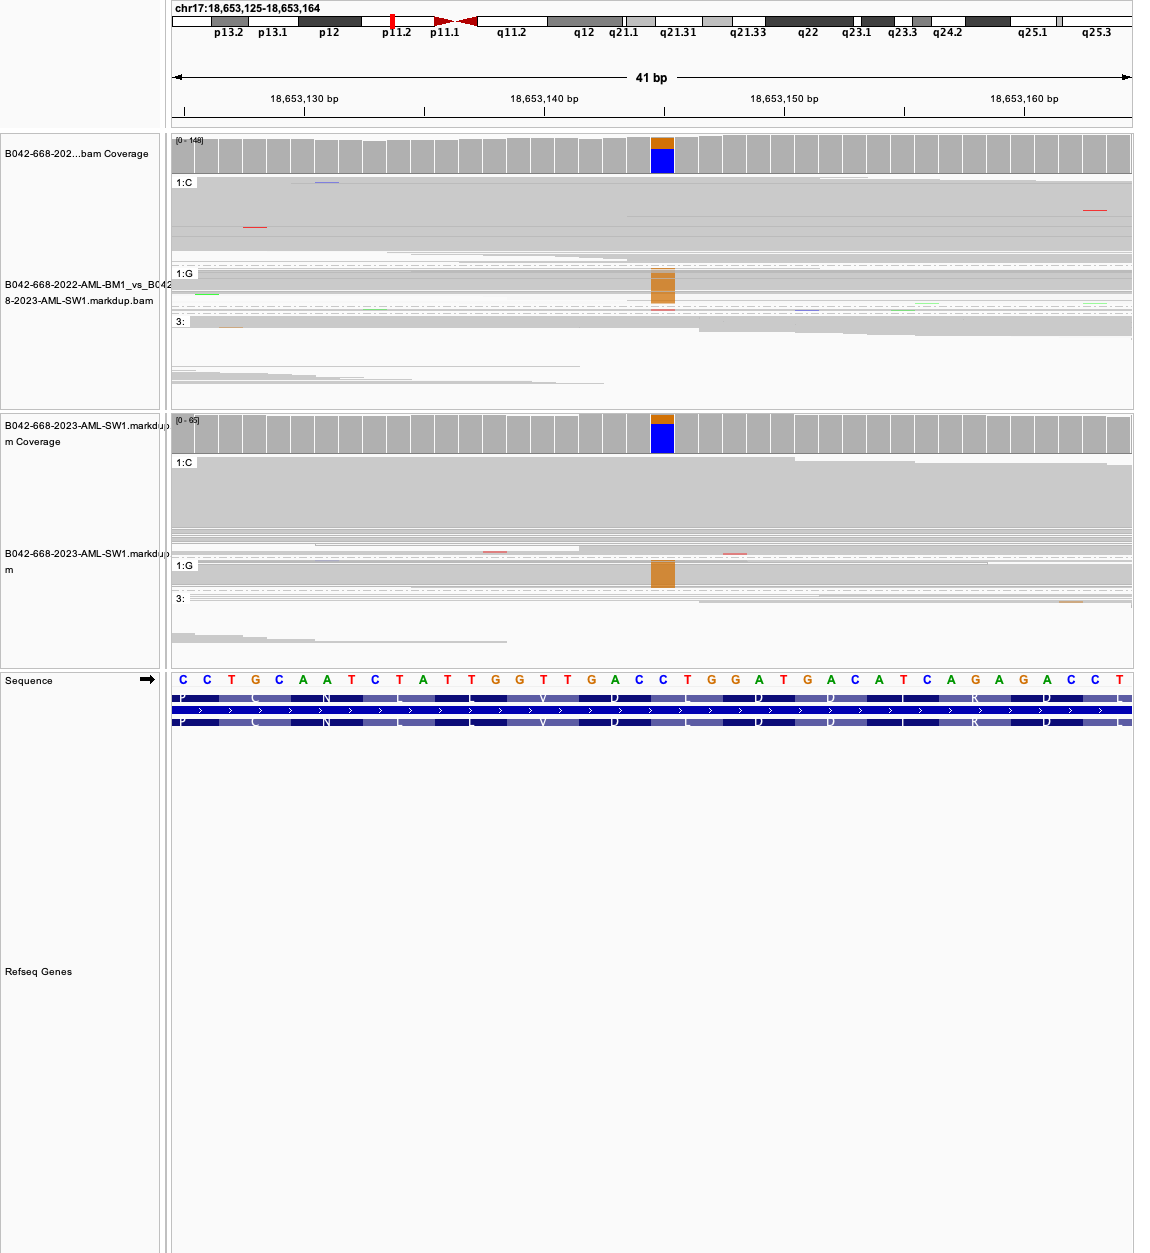 chr17:18,653,125-18,653,164
p13.2 p13.1 p12 p11.2 p11.1 q11.2 q12 q21.1 q21.31 q21.33 q22 q23.1 q23.3 q24.2 q25.1 q25.3
41 bp
18,653,130 bp 18,653,140 bp 18,653,150 bp 18,653,160 bp
[0 - 148]
B042-668-202...bam Coverage
1:C
1:G
B042-668-2022-AML-BM1_vs_B042
8-2023-AML-SW1.markdup.bam
3:
[0 - 65]
B042-668-2023-AML-SW1.markdup
m Coverage
1:C
B042-668-2023-AML-SW1.markdup
1:G
m
3:
Sequence C C T G C A A T C T A T T G G T T G A C C T G G A T G A C A T C A G A G A C C T
P C N L L V D L D D I R D L
P C N L L V D L D D I R D L
Refseq Genes